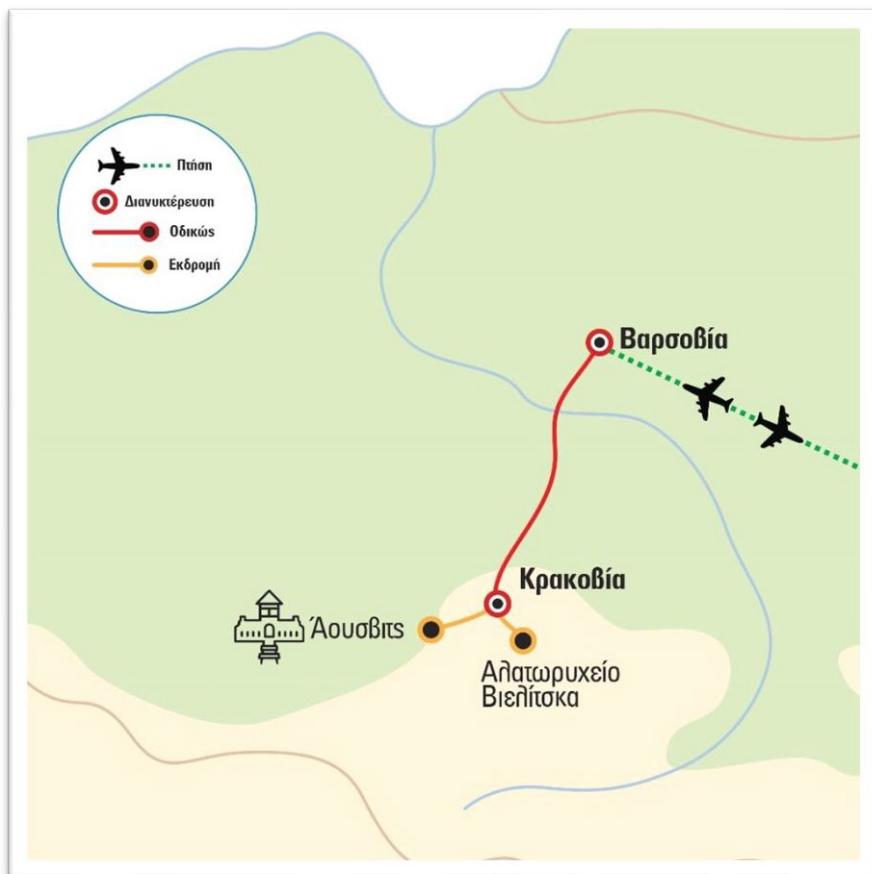 Πτήση
Διανυκτέρευση
Οδικώς
Εκδρομή
Βαρσοβία
Κρακοβία
Άουσβιτς
Αλατωρυχείο
Βιελίτσκα